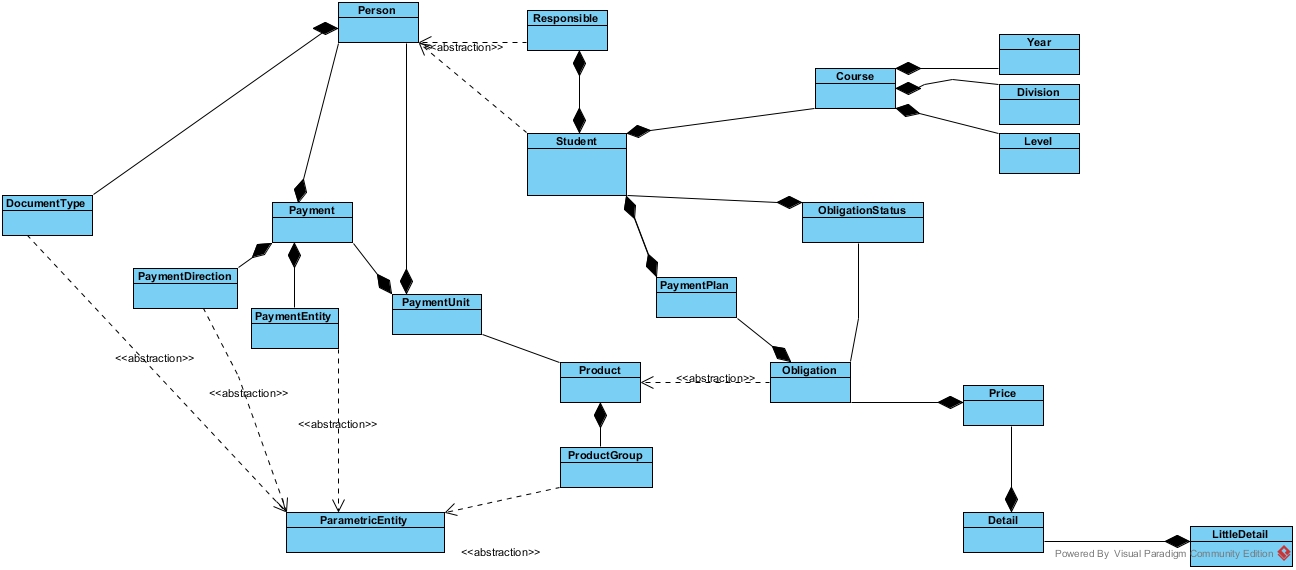 Person
Responsible
<<abstraction>>
Year
Course
Division
Level
Student
DocumentType
Payment
ObligationStatus
PaymentDirection
PaymentPlan
PaymentUnit
PaymentEntity
<<abstraction>>
Product
<<abstraction>>
Obligation
<<abstraction>>
Price
<<abstraction>>
ProductGroup
ParametricEntity
Detail
<<abstraction>>
LittleDetail
Powered By Visual Paradigm Community Edition